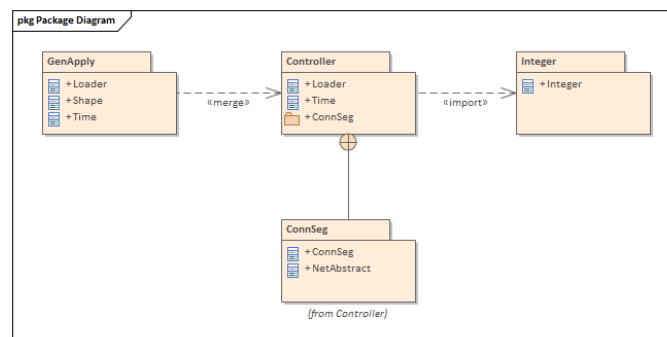 pkg Package Diagram
GenApply
+ Loader
+ Shape
+ Time
«merge»
Controller
+ Loader
+ Time
+ ConnSeg
«import»
Integer
+ Integer
ConnSeg
+ ConnSeg
+ NetAbstract
(from Controller)